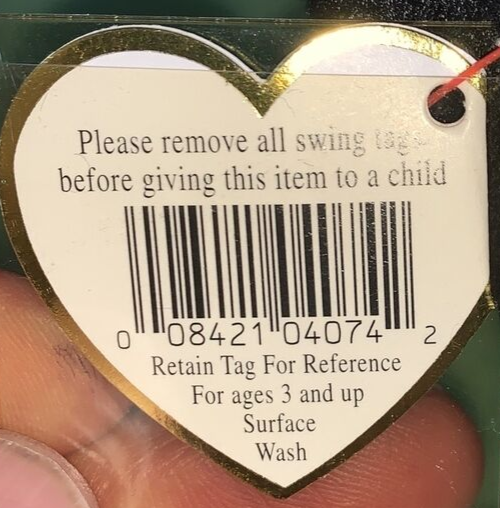 Please remove all swing tags
before giving this item to a child
0 08421 04074 2
Retain Tag For Reference
For ages 3 and up
Surface
Wash